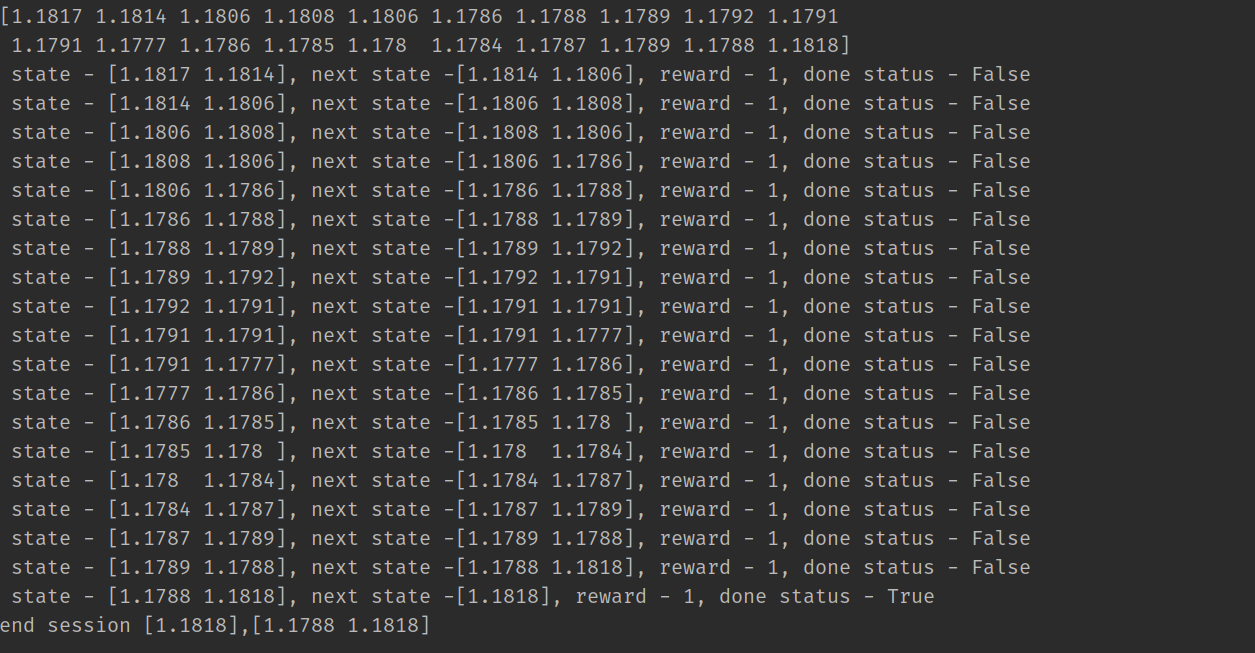 [1.1817 1.1814 1.1806 1.1808 1.1806 1.1786 1.1788 1.1789 1.1792 1.1791
 1.1791 1.1777 1.1786 1.1785 1.178  1.1784 1.1787 1.1789 1.1788 1.1818]
 state - [1.1817 1.1814], next state -[1.1814 1.1806], reward - 1, done status - False
 state - [1.1814 1.1806], next state -[1.1806 1.1808], reward - 1, done status - False
 state - [1.1806 1.1808], next state -[1.1808 1.1806], reward - 1, done status - False
 state - [1.1808 1.1806], next state -[1.1806 1.1786], reward - 1, done status - False
 state - [1.1806 1.1786], next state -[1.1786 1.1788], reward - 1, done status - False
 state - [1.1786 1.1788], next state -[1.1788 1.1789], reward - 1, done status - False
 state - [1.1788 1.1789], next state -[1.1789 1.1792], reward - 1, done status - False
 state - [1.1789 1.1792], next state -[1.1792 1.1791], reward - 1, done status - False
 state - [1.1792 1.1791], next state -[1.1791 1.1791], reward - 1, done status - False
 state - [1.1791 1.1791], next state -[1.1791 1.1777], reward - 1, done status - False
 state - [1.1791 1.1777], next state -[1.1777 1.1786], reward - 1, done status - False
 state - [1.1777 1.1786], next state -[1.1786 1.1785], reward - 1, done status - False
 state - [1.1786 1.1785], next state -[1.1785 1.178 ], reward - 1, done status - False
 state - [1.1785 1.178 ], next state -[1.178  1.1784], reward - 1, done status - False
 state - [1.178  1.1784], next state -[1.1784 1.1787], reward - 1, done status - False
 state - [1.1784 1.1787], next state -[1.1787 1.1789], reward - 1, done status - False
 state - [1.1787 1.1789], next state -[1.1789 1.1788], reward - 1, done status - False
 state - [1.1789 1.1788], next state -[1.1788 1.1818], reward - 1, done status - False
 state - [1.1788 1.1818], next state -[1.1818], reward - 1, done status - True
end session [1.1818],[1.1788 1.1818]